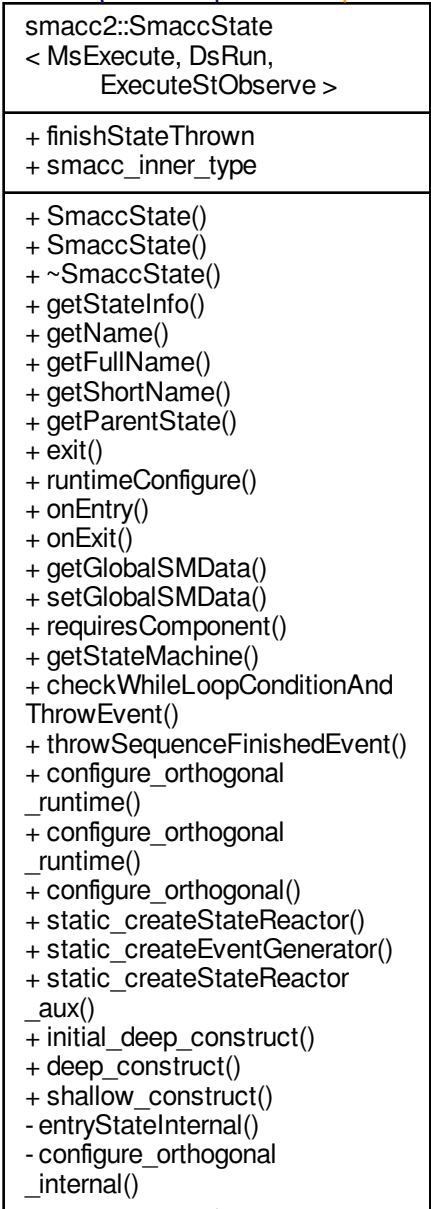 smacc2::SmaccState
< MsExecute, DsRun,
ExecuteStObserve >
+ finishStateThrown
+ smacc_inner_type
+ SmaccState()
+ SmaccState()
+ ~SmaccState()
+ getStateInfo()
+ getName()
+ getFullName()
+ getShortName()
+ getParentState()
+ exit()
+ runtimeConfigure()
+ onEntry()
+ onExit()
+ getGlobalSMData()
+ setGlobalSMData()
+ requiresComponent()
+ getStateMachine()
+ checkWhileLoopConditionAnd
ThrowEvent()
+ throwSequenceFinishedEvent()
+ configure_orthogonal
_runtime()
+ configure_orthogonal
_runtime()
+ configure_orthogonal()
+ static_createStateReactor()
+ static_createEventGenerator()
+ static_createStateReactor
_aux()
+ initial_deep_construct()
+ deep_construct()
+ shallow_construct()
- entryStateInternal()
- configure_orthogonal
_internal()